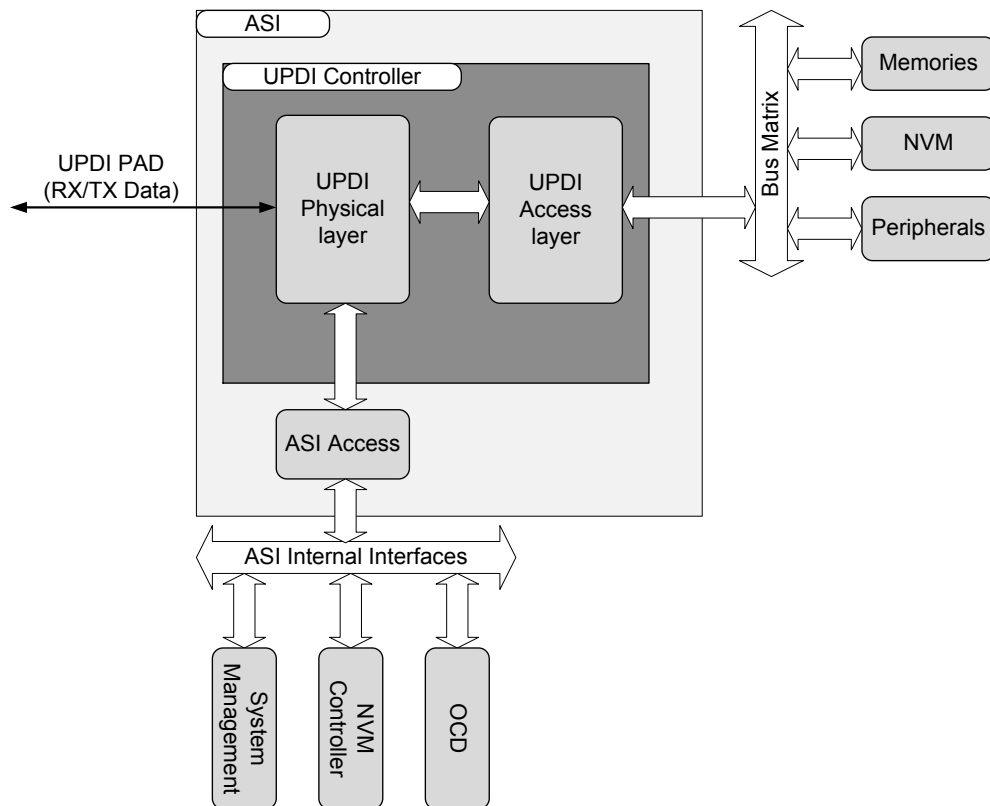 ASI
UPDI Controller
UPDI PAD
(RX/TX Data)
UPDI
Physical
layer
UPDI
Access
layer
Bus Matrix
Memories
NVM
Peripherals
ASI Access
ASI Internal Interfaces
System
Management
NVM
Controller
OCD